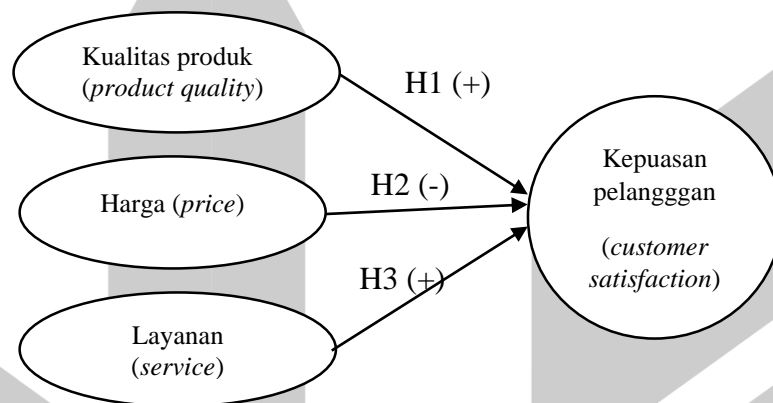 Kualitas produk
(product quality)
H1 (+)
Harga (price)
H2 (-)
Layanan
(service)
H3 (+)
Kepuasan
pelangggan
(customer
satisfaction)